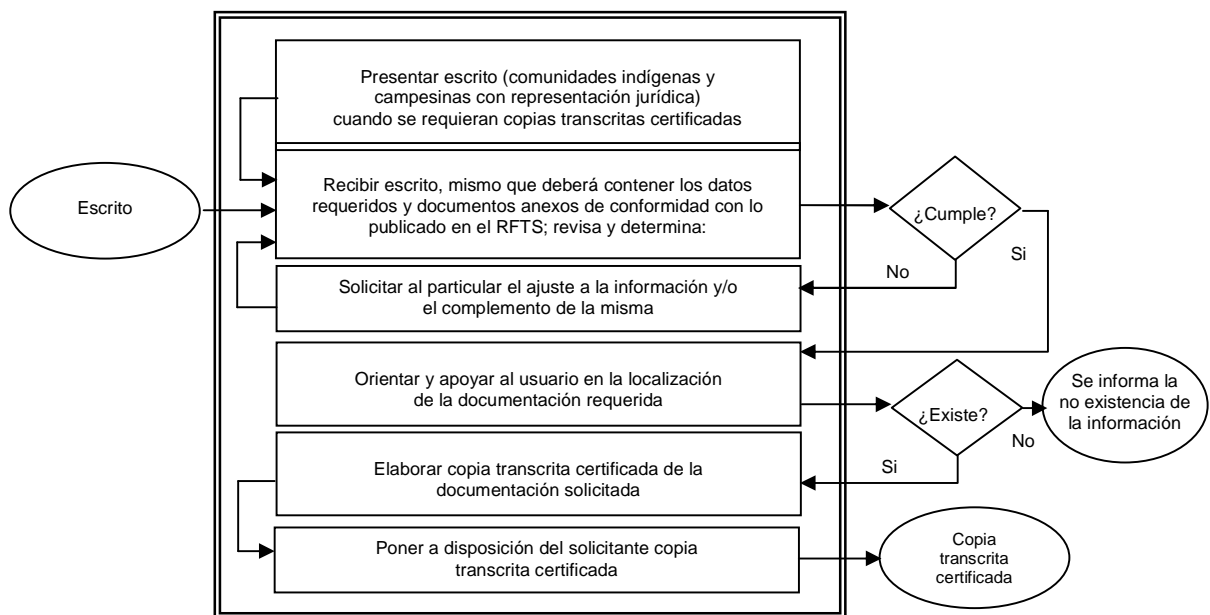 Presentar escrito (comunidades indígenas y
campesinas con representación jurídica)
cuando se requieran copias transcritas certificadas
Escrito
Recibir escrito, mismo que deberá contener los datos
requeridos y documentos anexos de conformidad con lo
publicado en el RFTS; revisa y determina:
¿Cumple?
Si
No
Solicitar al particular el ajuste a la información y/o
el complemento de la misma
Orientar y apoyar al usuario en la localización
de la documentación requerida
¿Existe?
No
Se informa la
no existencia de
la información
Si
Elaborar copia transcrita certificada de la
documentación solicitada
Poner a disposición del solicitante copia
transcrita certificada
Copia
transcrita
certificada